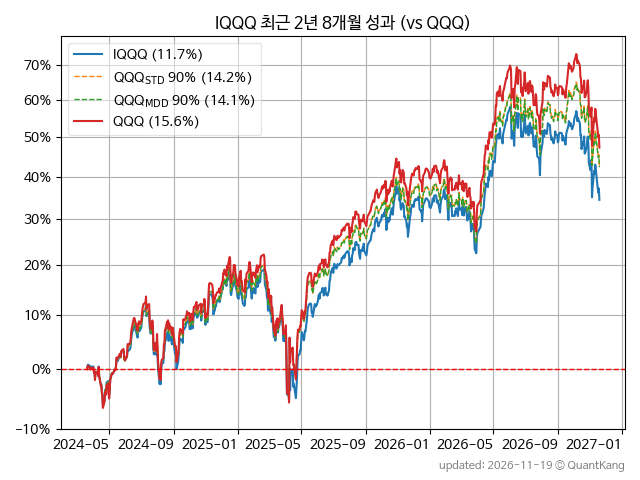 IQQQ 최근 2년 8개월 성과 (vs QQQ)
IQQQ (11.7%)
QQQSTD 90% (14.2%)
QQQMDD 90% (14.1%)
QQQ (15.6%)
70%
60%
50%
40%
30%
20%
10%
0%
−10%
2024-05 2024-09 2025-01 2025-05 2025-09 2026-01 2026-05 2026-09 2027-01
updated: 2026-11-19 © QuantKang